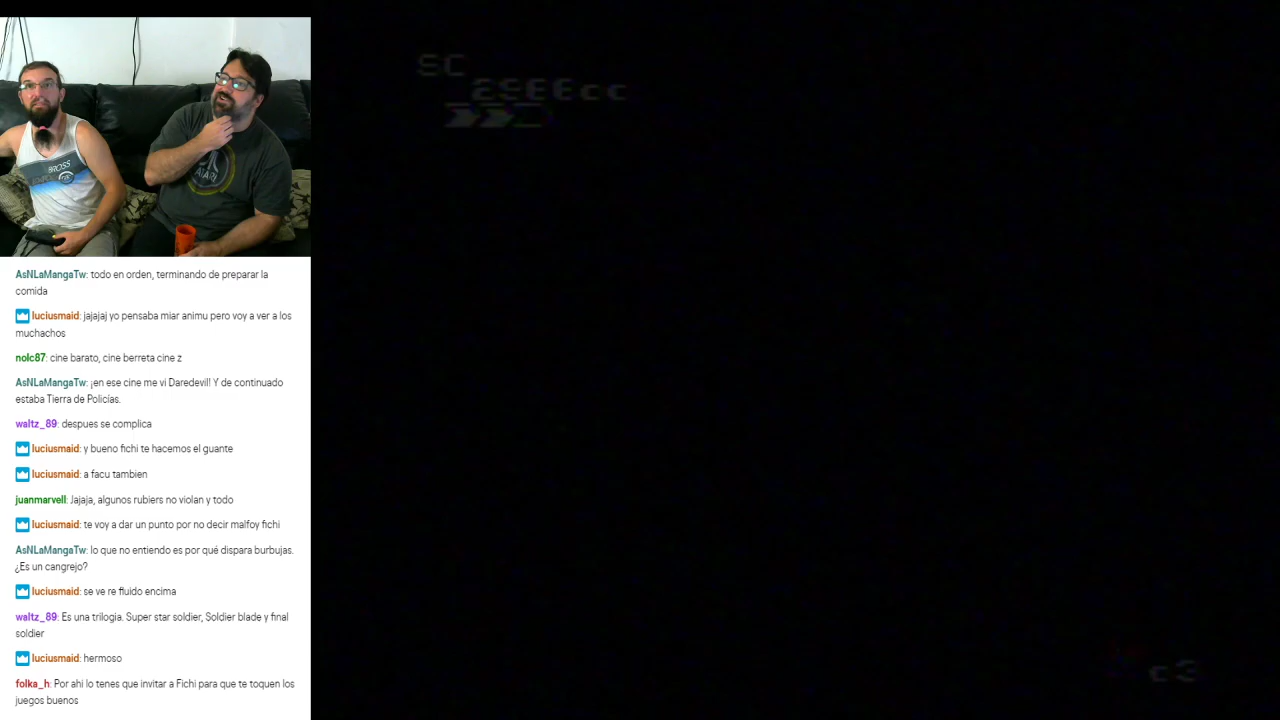 BROSS
ATARI
AsNLaMangaTw: todo en orden, terminando de preparar la
comida
luciusmaid: jajajaj yo pensaba miar animu pero voy a ver a los
muchachos
nolc87: cine barato, cine berreta cine z
AsNLaMangaTw: ¡en ese cine me vi Daredevil! Y de continuado
estaba Tierra de Policías.
waltz_89: despues se complica
luciusmaid: y bueno fichi te hacemos el guante
luciusmaid: a facu tambien
juanmarvell: Jajaja, algunos rubiers no violan y todo
luciusmaid: te voy a dar un punto por no decir malfoy fichi
AsNLaMangaTw: lo que no entiendo es por qué dispara burbujas.
¿Es un cangrejo?
luciusmaid: se ve re fluido encima
waltz_89: Es una trilogia. Super star soldier, Soldier blade y final
soldier
luciusmaid: hermoso
folka_h: Por ahi lo tenes que invitar a Fichi para que te toquen los
juegos buenos
SC